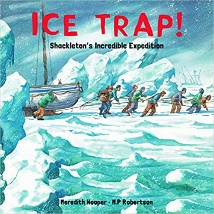 ICE TRAP!
Shackleton's Incredible Expedition
Meredith Hooper • M.P. Robertson